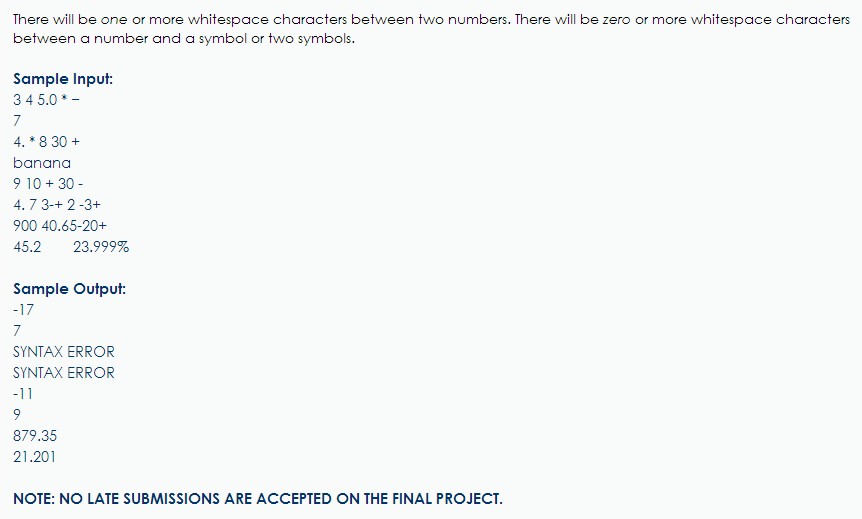 There will be one or more whitespace characters between two numbers. There will be zero or more whitespace characters
between a number and a symbol or two symbols.
Sample Input:
3 4 5.0 * −
7
4. * 8 30 +
banana
9 10 + 30 -
4. 7 3-+ 2 -3+
900 40.65-20+
45.2 23.999%
Sample Output:
-17
7
SYNTAX ERROR
SYNTAX ERROR
-11
9
879.35
21.201
NOTE: NO LATE SUBMISSIONS ARE ACCEPTED ON THE FINAL PROJECT.